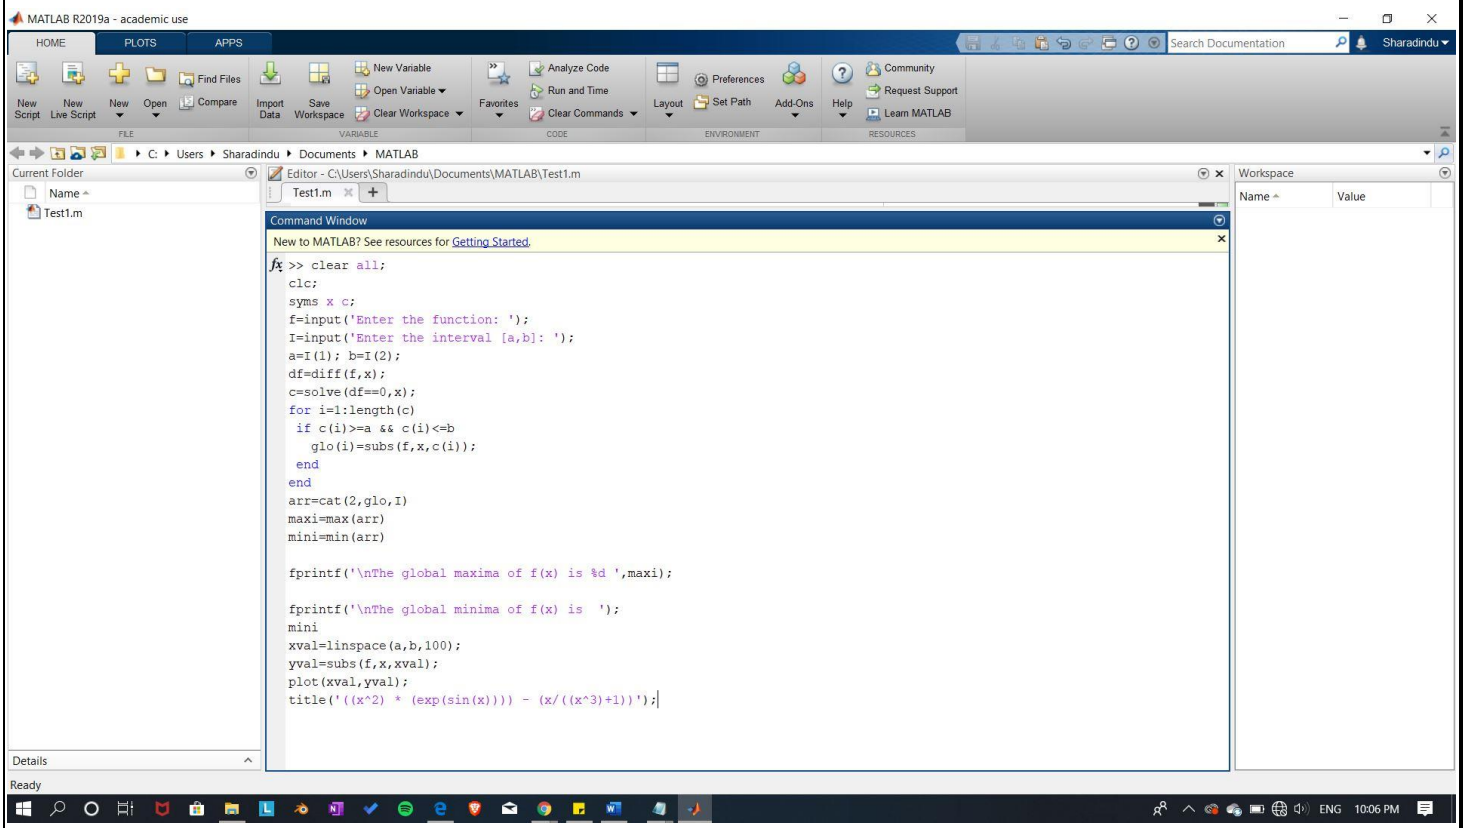 MATLAB R2019a - academic use
HOME PLOTS APPS Search Documentation Sharadindu
New Script New Live Script New Open Find Files Compare Import Data Save Workspace New Variable Open Variable Clear Workspace Favorites Analyze Code Run and Time Clear Commands Layout Preferences Set Path Add-Ons Help Community Request Support Learn MATLAB
FILE VARIABLE CODE ENVIRONMENT RESOURCES
C: Users Sharadindu Documents MATLAB
Current Folder
Name
Test1.m
Details
Editor - C:\Users\Sharadindu\Documents\MATLAB\Test1.m
Test1.m +
Command Window
New to MATLAB? See resources for Getting Started.
fx >> clear all;
clc;
syms x c;
f=input('Enter the function: ');
I=input('Enter the interval [a,b]: ');
a=I(1); b=I(2);
df=diff(f,x);
c=solve(df==0,x);
for i=1:length(c)
if c(i)>=a && c(i)<=b
glo(i)=subs(f,x,c(i));
end
end
arr=cat(2,glo,I)
maxi=max(arr)
mini=min(arr)
fprintf('\nThe global maxima of f(x) is %d ',maxi);
fprintf('\nThe global minima of f(x) is  ');
mini
xval=linspace(a,b,100);
yval=subs(f,x,xval);
plot(xval,yval);
title('((x^2) * (exp(sin(x)))) - (x/((x^3)+1))');
Workspace
Name Value
Ready
ENG 10:06 PM